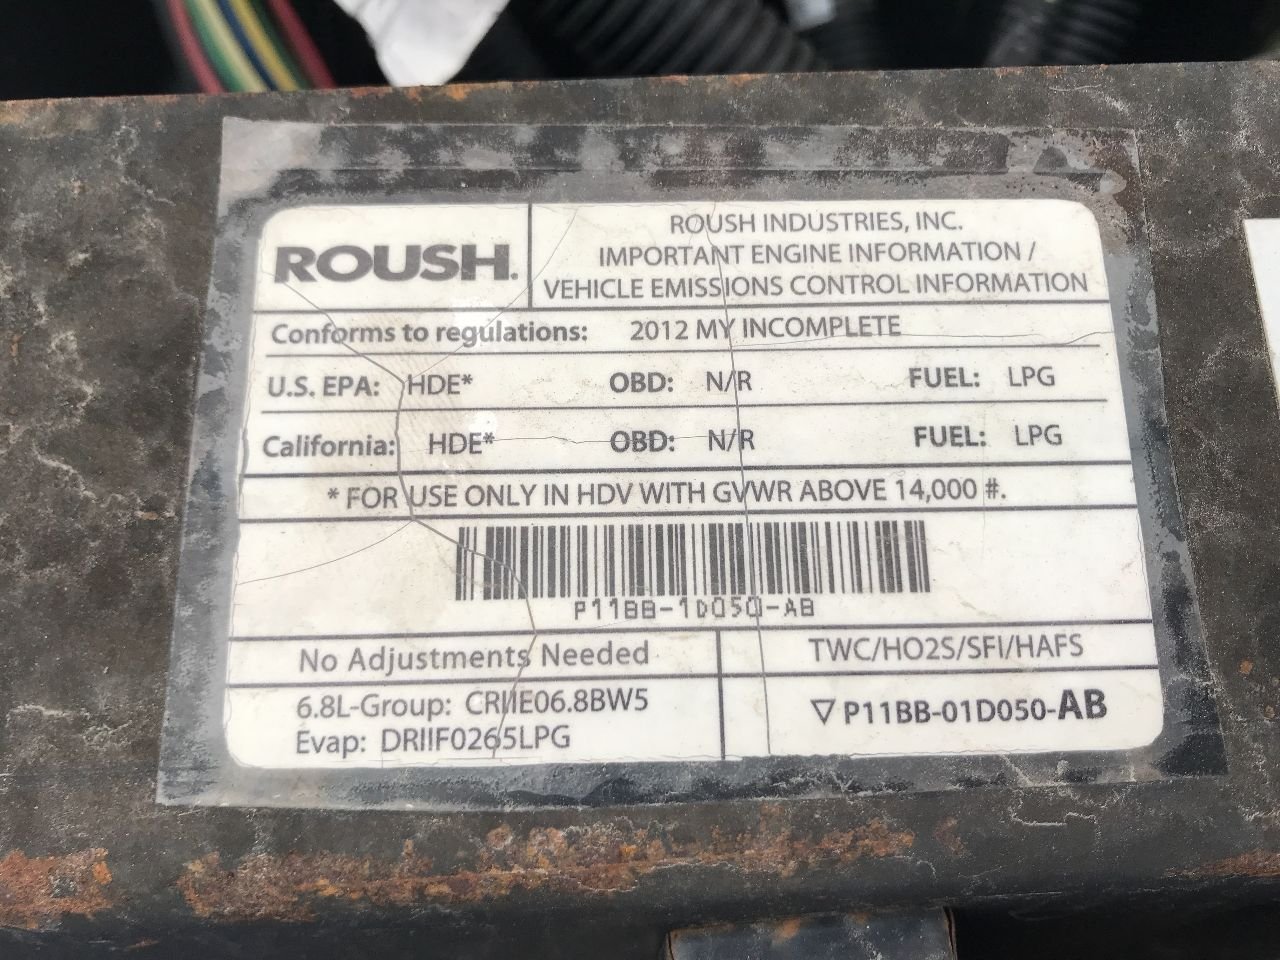 ROUSH.
ROUSH INDUSTRIES, INC.
IMPORTANT ENGINE INFORMATION /
VEHICLE EMISSIONS CONTROL INFORMATION
Conforms to regulations: 2012 MY INCOMPLETE
U.S. EPA: HDE* OBD: N/R FUEL: LPG
California: HDE* OBD: N/R FUEL: LPG
* FOR USE ONLY IN HDV WITH GVWR ABOVE 14,000 #.
P11BB-1D050-AB
No Adjustments Needed
TWC/HO2S/SFI/HAFS
6.8L-Group: CRIIE06.8BW5
Evap: DRIIF0265LPG
▽ P11BB-01D050-AB